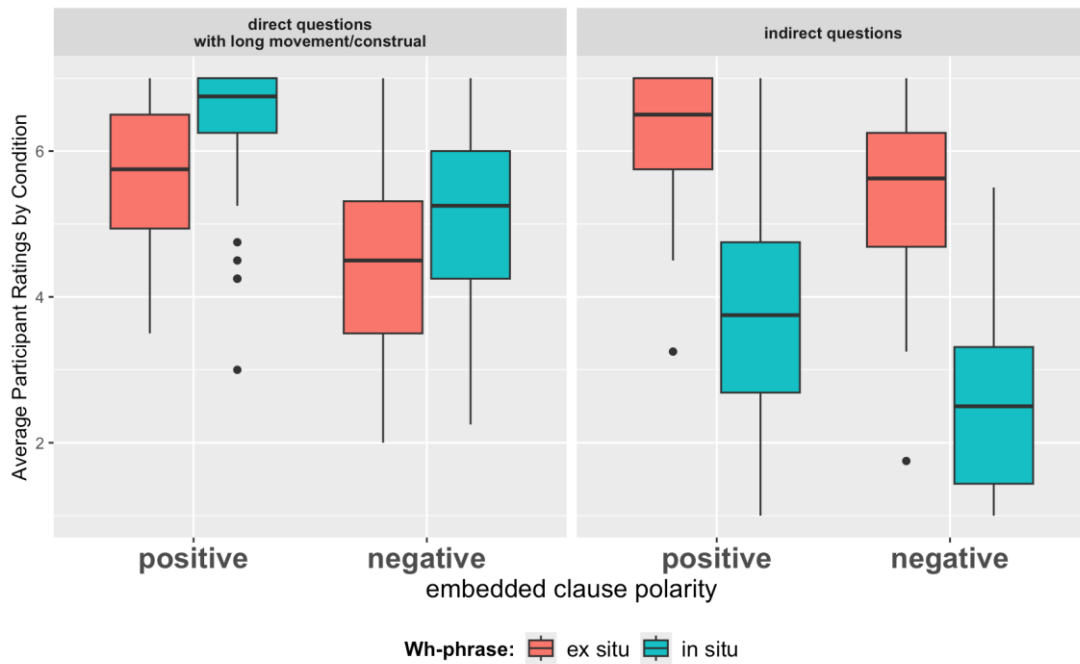 direct questions
with long movement/construal
indirect questions
Average Participant Ratings by Condition
6
4
2
positive
negative
positive
negative
embedded clause polarity
Wh-phrase: ex situ in situ